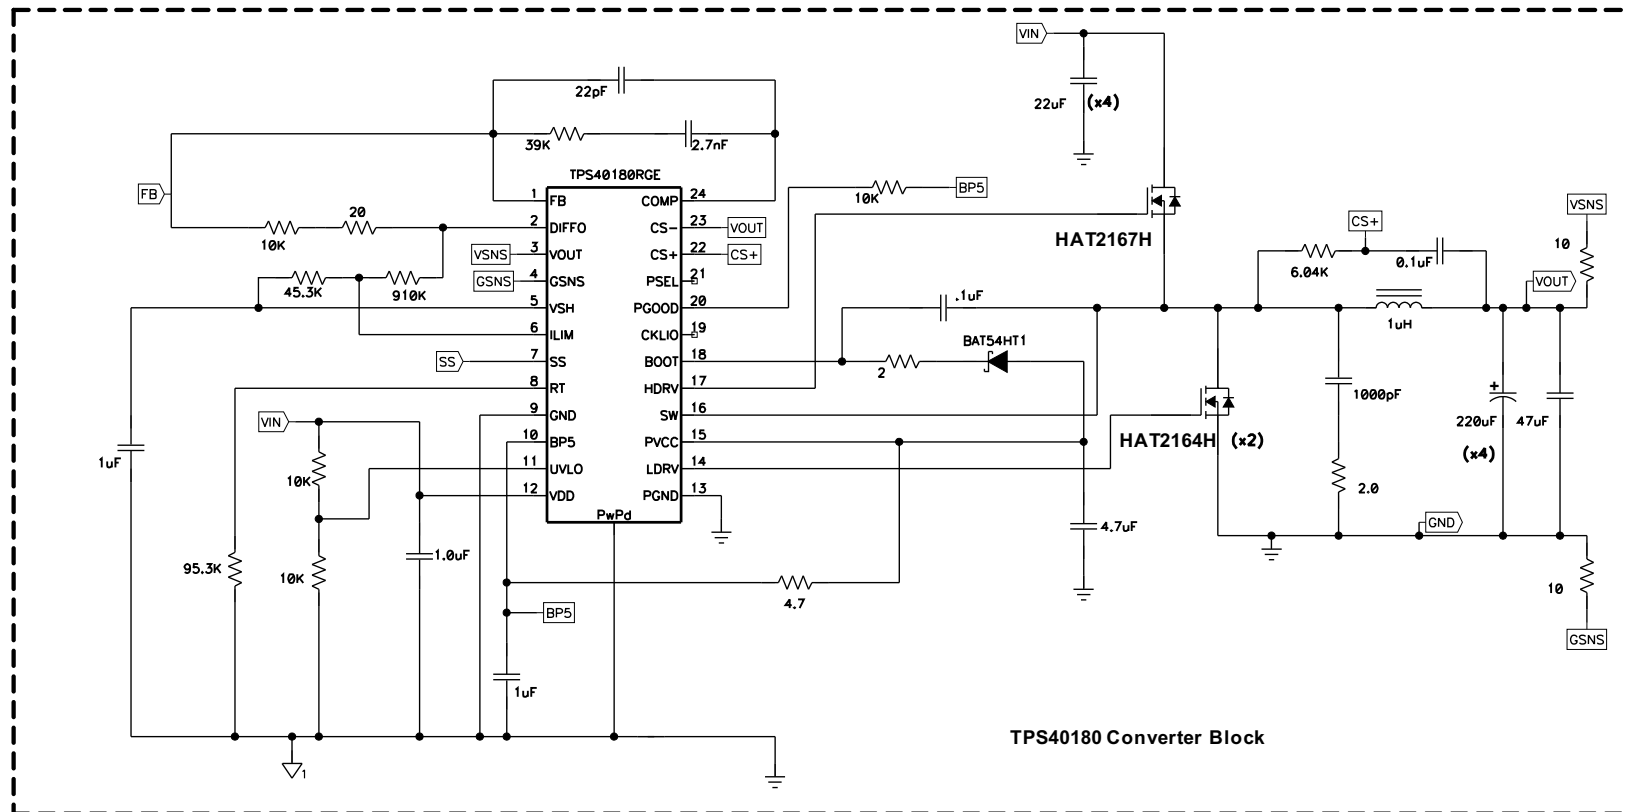 VIN
22uF (x4)
22pF
39K
2.7nF
TPS40180RGE
FB
10K
BP5
1 FB COMP 24
20
2 DIFFO CS- 23 VOUT
10K
VSNS 3 VOUT CS+ 22 CS+
GSNS 4 GSNS PSEL 21
45.3K 910K
5 VSH PGOOD 20
6 ILIM CKLIO 19
SS 7 SS BOOT 18
8 RT HDRV 17
VIN 9 GND SW 16
10 BP5 PVCC 15
11 UVLO LDRV 14
12 VDD PGND 13
PwPd
HAT2167H
.1uF
BAT54HT1
2
CS+
6.04K
0.1uF
VSNS
10
VOUT
1uH
1000pF
+
220uF
47uF
(x4)
HAT2164H (x2)
2.0
GND
4.7uF
10
GSNS
1uF
10K
95.3K
10K
1.0uF
4.7
BP5
1uF
1
TPS40180 Converter Block